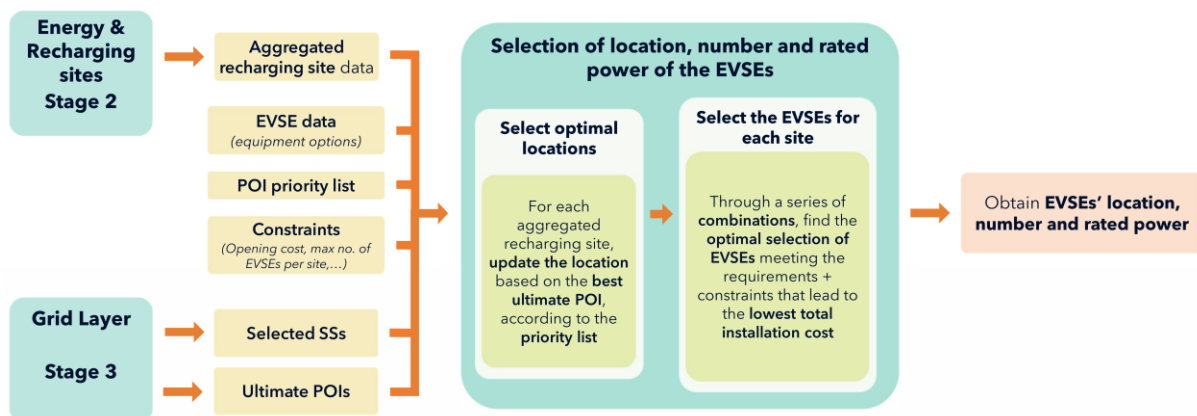 Energy &
Recharging
sites
Stage 2
Aggregated
recharging site data
EVSE data
(equipment options)
POI priority list
Constraints
(Opening cost, max no. of
EVSEs per site,...)
Grid Layer
Stage 3
Selected SSs
Ultimate POIs
Selection of location, number and rated
power of the EVSEs
Select optimal
locations
For each
aggregated
recharging site,
update the location
based on the best
ultimate POI,
according to the
priority list
Select the EVSEs for
each site
Through a series of
combinations, find the
optimal selection of
EVSEs meeting the
requirements +
constraints that lead to
the lowest total
installation cost
Obtain EVSEs’ location,
number and rated power